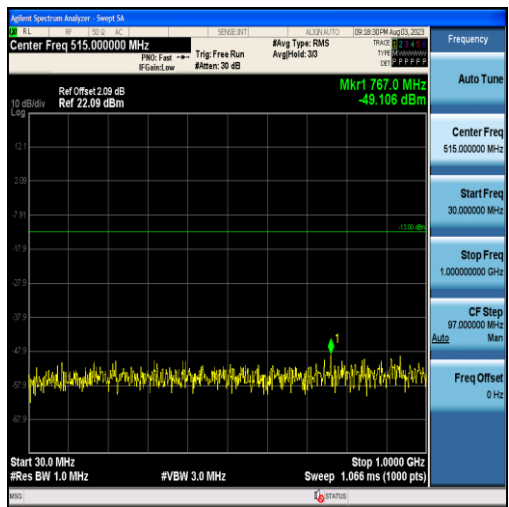 Agilent Spectrum Analyzer - Swept SA
RL RF 50 Ω AC SENSE:INT ALIGN AUTO 09:18:30 PM Aug 03, 2023
Center Freq 515.000000 MHz #Avg Type: RMS TRACE 1 2 3 4 5 6
PNO: Fast Trig: Free Run Avg|Hold: 3/3 TYPE M
IFGain:Low #Atten: 30 dB DET P P P P P P
Mkr1 767.0 MHz
Ref Offset 2.09 dB
10 dB/div Ref 22.09 dBm -49.106 dBm
Log
12.1
2.09
-7.91
-13.00 dBm
-17.9
-27.9
-37.9
-47.9
1
-57.9
-67.9
Start 30.0 MHz Stop 1.0000 GHz
#Res BW 1.0 MHz #VBW 3.0 MHz Sweep 1.066 ms (1000 pts)
MSG STATUS
Frequency
Auto Tune
Center Freq
515.000000 MHz
Start Freq
30.000000 MHz
Stop Freq
1.000000000 GHz
CF Step
97.000000 MHz
Auto Man
Freq Offset
0 Hz